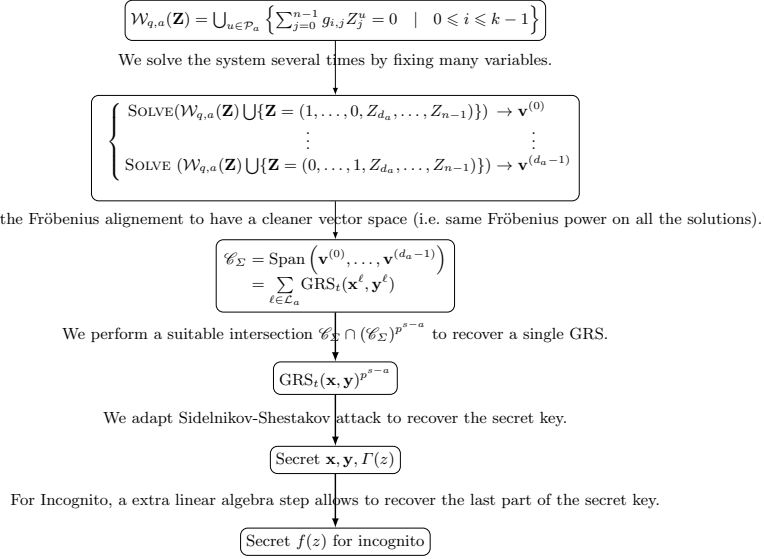 𝒲_{q,a}(𝐙) = ⋃_{u∈𝒫_a} { ∑_{j=0}^{n−1} g_{i,j} Z_j^u = 0 | 0 ⩽ i ⩽ k − 1 }
We solve the system several times by fixing many variables.
SOLVE(𝒲_{q,a}(𝐙) ⋃{𝐙 = (1, . . . , 0, Z_{d_a}, . . . , Z_{n−1})}) → 𝐯^{(0)}
⋮ ⋮
SOLVE (𝒲_{q,a}(𝐙) ⋃{𝐙 = (0, . . . , 1, Z_{d_a}, . . . , Z_{n−1})}) → 𝐯^{(d_a−1)}
the Fröbenius alignement to have a cleaner vector space (i.e. same Fröbenius power on all the solutions).
𝒞_Σ = Span (𝐯^{(0)}, . . . , 𝐯^{(d_a−1)})
= ∑_{ℓ∈ℒ_a} GRS_t(𝐱^ℓ, 𝐲^ℓ)
We perform a suitable intersection 𝒞_Σ ∩ (𝒞_Σ)^{p^{s−a}} to recover a single GRS.
GRS_t(𝐱, 𝐲)^{p^{s−a}}
We adapt Sidelnikov-Shestakov attack to recover the secret key.
Secret 𝐱, 𝐲, Γ(z)
For Incognito, a extra linear algebra step allows to recover the last part of the secret key.
Secret f(z) for incognito